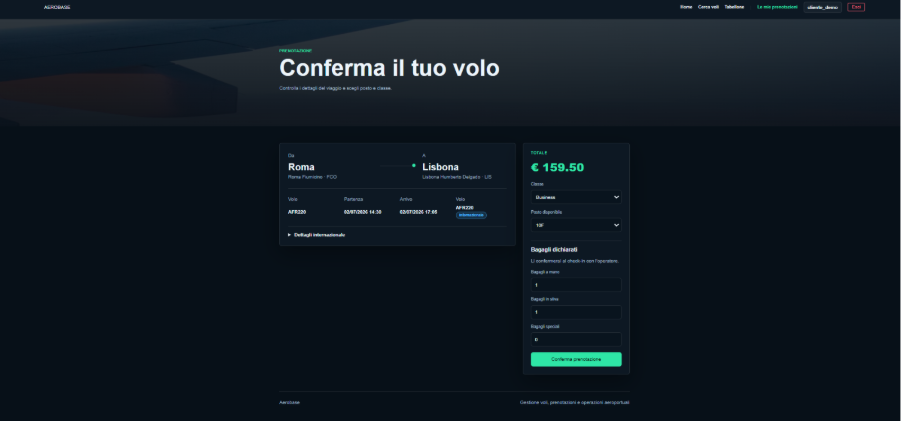 AEROBASE
Home Cerca voli Tabellone Le mie prenotazioni cliente_demo Esci
PRENOTAZIONE
Conferma il tuo volo
Controlla i dettagli del viaggio e scegli posto e classe.
Da
Roma
Roma Fiumicino · FCO
A
Lisbona
Lisbona Humberto Delgado · LIS
Volo Partenza Arrivo Volo
AFR220 02/07/2026 14:30 02/07/2026 17:05 AFR220
Internazionale
Dettagli internazionale
TOTALE
€ 159.50
Classe
Business
Posto disponibile
10F
Bagagli dichiarati
Li confermerai al check-in con l'operatore.
Bagagli a mano
1
Bagagli in stiva
1
Bagagli speciali
0
Conferma prenotazione
Aerobase
Gestione voli, prenotazioni e operazioni aeroportuali